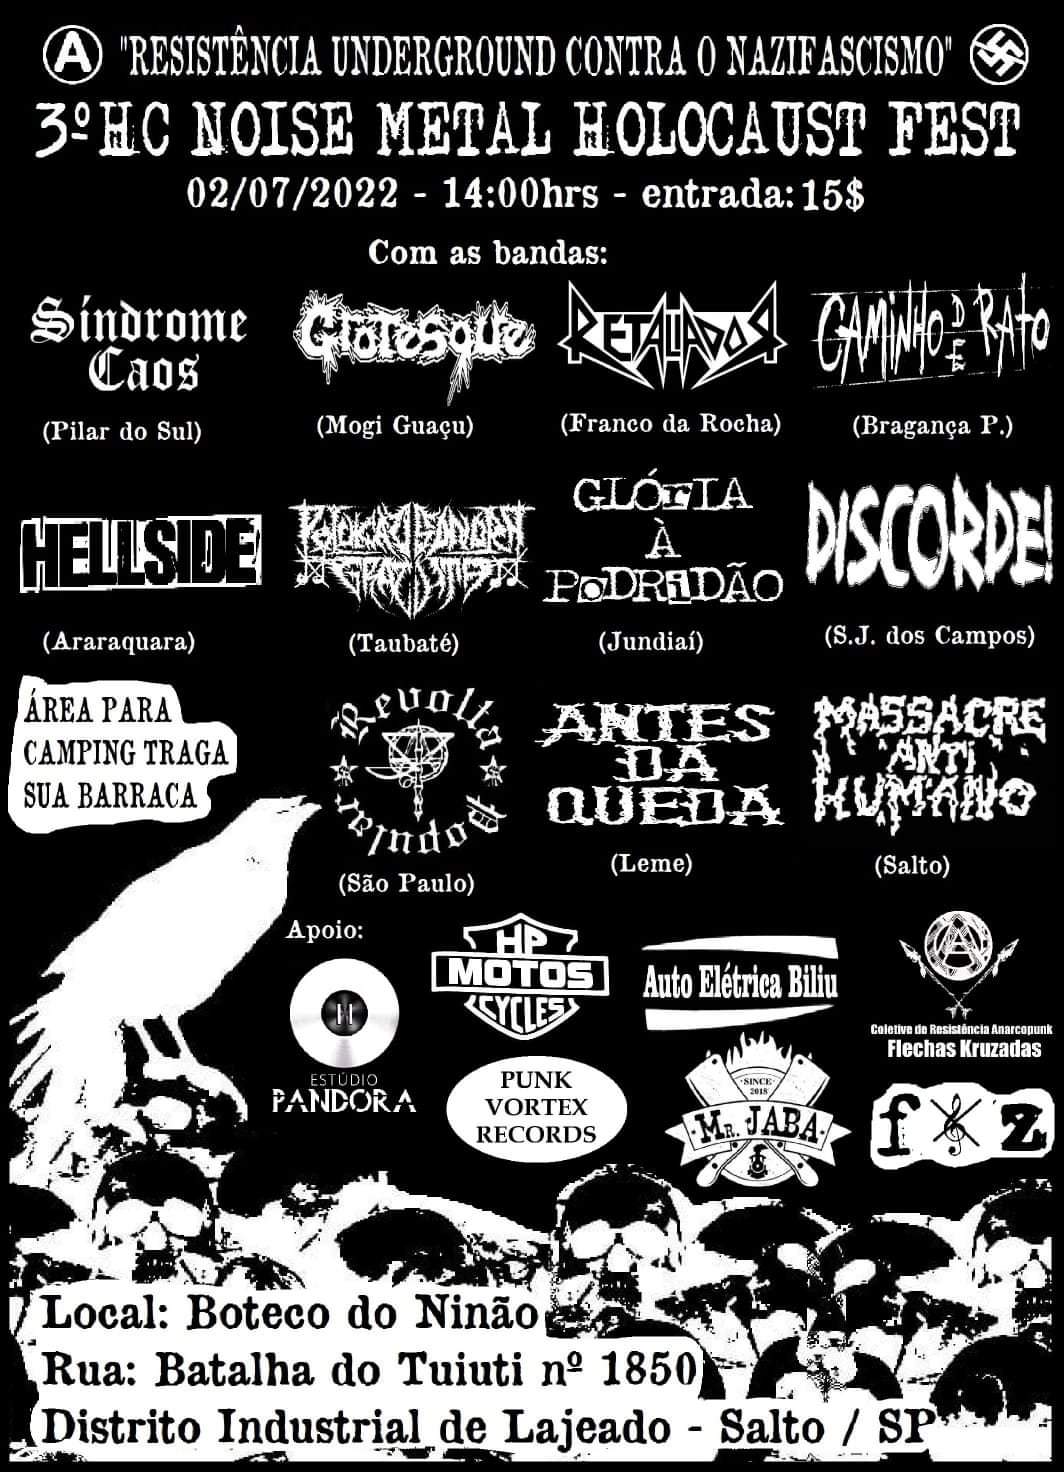 A "RESISTÊNCIA UNDERGROUND CONTRA O NAZIFASCISMO"
3º HC NOISE METAL HOLOCAUST FEST
02/07/2022 - 14:00hrs - entrada: 15$
Com as bandas:
Síndrome
Caos
(Pilar do Sul)
Grotesque
(Mogi Guaçu)
RETALIADOR
(Franco da Rocha)
CAMINHO DE RATO
(Bragança P.)
HELLSIDE
(Araraquara)
GRATUITA
(Taubaté)
GLÓrIA
À
PoDRiDÃO
(Jundiaí)
DISCORDE!
(S.J. dos Campos)
ÁREA PARA
CAMPING TRAGA
SUA BARRACA
Revolta
Popular
(São Paulo)
ANTES
DA
QUEDA
(Leme)
MASSACRE
ANTi
HUMANO
(Salto)
Apoio:
H
ESTÚDIO
PANDORA
HP
MOTOS
CYCLES
PUNK
VORTEX
RECORDS
Auto Elétrica Biliu
SINCE
2018
MR. JABA
A
Coletivo de Resistência Anarcopunk
Flechas Kruzadas
f z
Local: Boteco do Ninão
Rua: Batalha do Tuiuti nº 1850
Distrito Industrial de Lajeado - Salto / SP